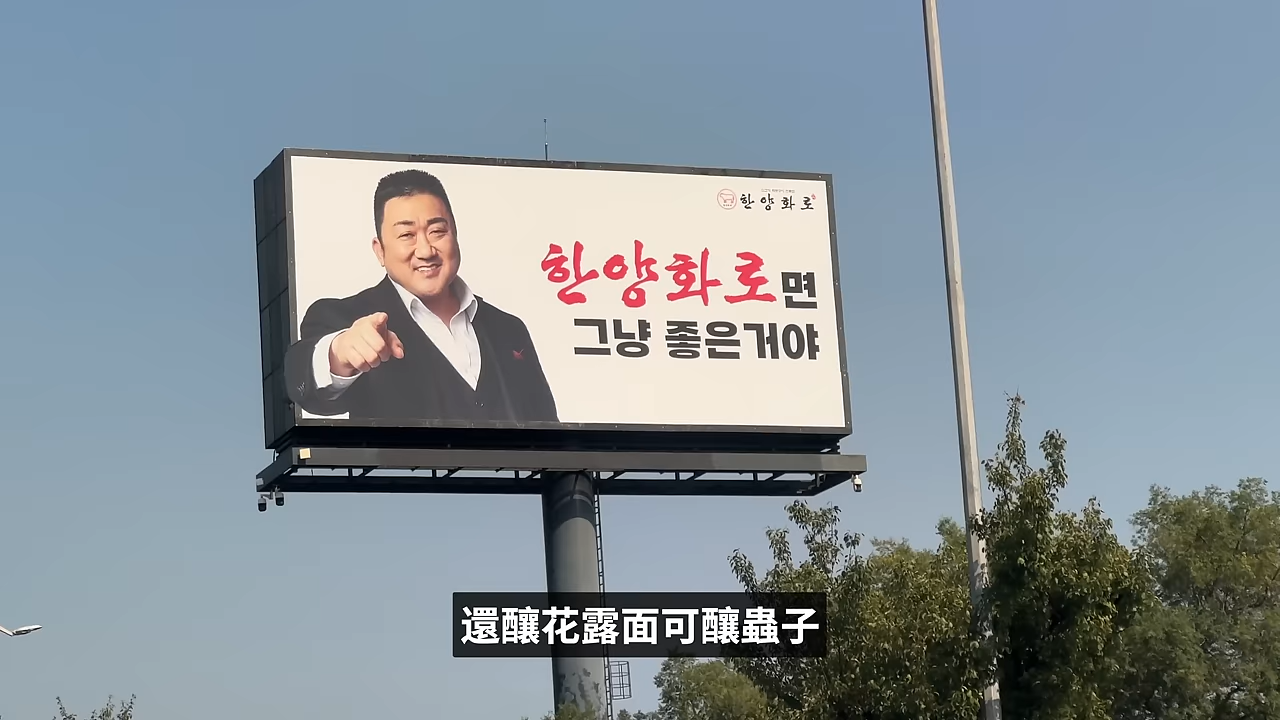 한양화로
한양화로면
그냥 좋은거야
還釀花露面可釀蟲子